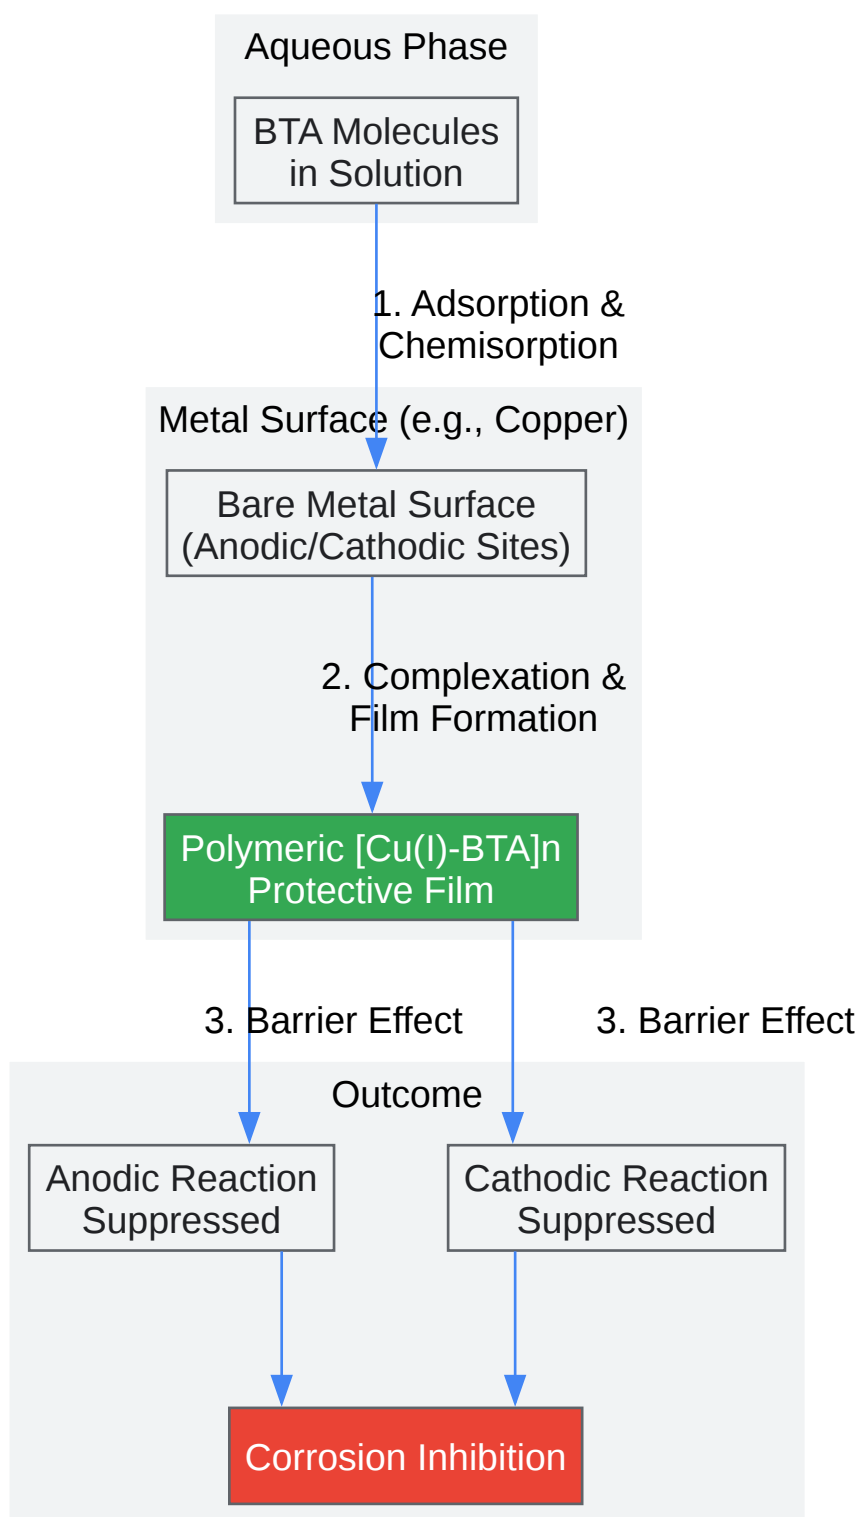 Aqueous Phase
BTA Molecules
in Solution
1. Adsorption &
Chemisorption
Metal Surface (e.g., Copper)
Bare Metal Surface
(Anodic/Cathodic Sites)
2. Complexation &
Film Formation
Polymeric [Cu(I)-BTA]n
Protective Film
3. Barrier Effect
3. Barrier Effect
Outcome
Anodic Reaction
Suppressed
Cathodic Reaction
Suppressed
Corrosion Inhibition